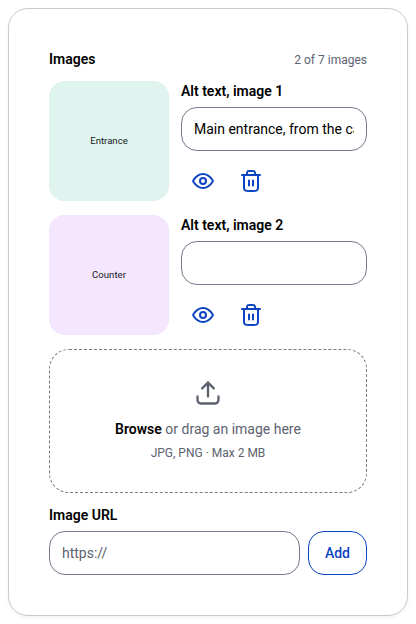 Images
2 of 7 images
Entrance
Alt text, image 1
Main entrance, from the
Counter
Alt text, image 2
Browse or drag an image here
JPG, PNG · Max 2 MB
Image URL
https://
Add